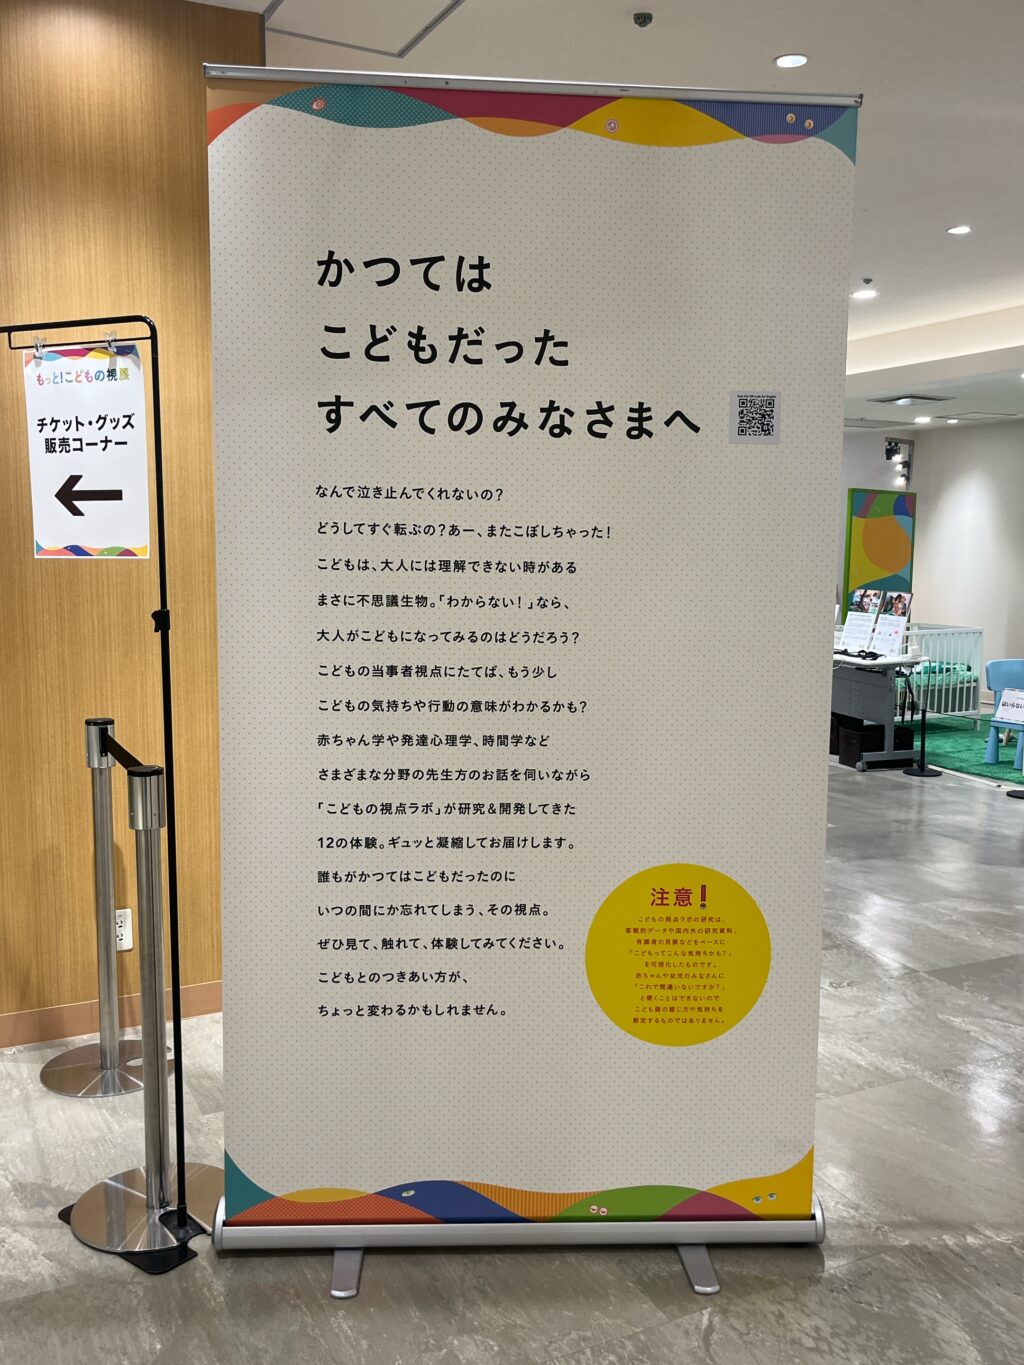 かつては
こどもだった
すべてのみなさまへ
なんで泣き止んでくれないの？
どうしてすぐ転ぶの？あー、またこぼしちゃった！
こどもは、大人には理解できない時がある
まさに不思議生物。「わからない！」なら、
大人がこどもになってみるのはどうだろう？
こどもの当事者視点にたてば、もう少し
こどもの気持ちや行動の意味がわかるかも？
赤ちゃん学や発達心理学、時間学など
さまざまな分野の先生方のお話を伺いながら
「こどもの視点ラボ」が研究＆開発してきた
12の体験。ギュッと凝縮してお届けします。
誰もがかつてはこどもだったのに
いつの間にか忘れてしまう、その視点。
ぜひ見て、触れて、体験してみてください。
こどもとのつきあい方が、
ちょっと変わるかもしれません。
注意！
こどもの視点ラボの研究は、
客観的データや国内外の研究資料、
有識者の見解などをベースに
「こどもってこんな気持ちかも？」
を可視化したものです。
赤ちゃんや幼児のみなさんに
「これで間違いないですか？」
と聞くことはできないので
こども個の感じ方や気持ちを
断定するものではありません。
もっと！こどもの視展
チケット・グッズ
販売コーナー
はいらない